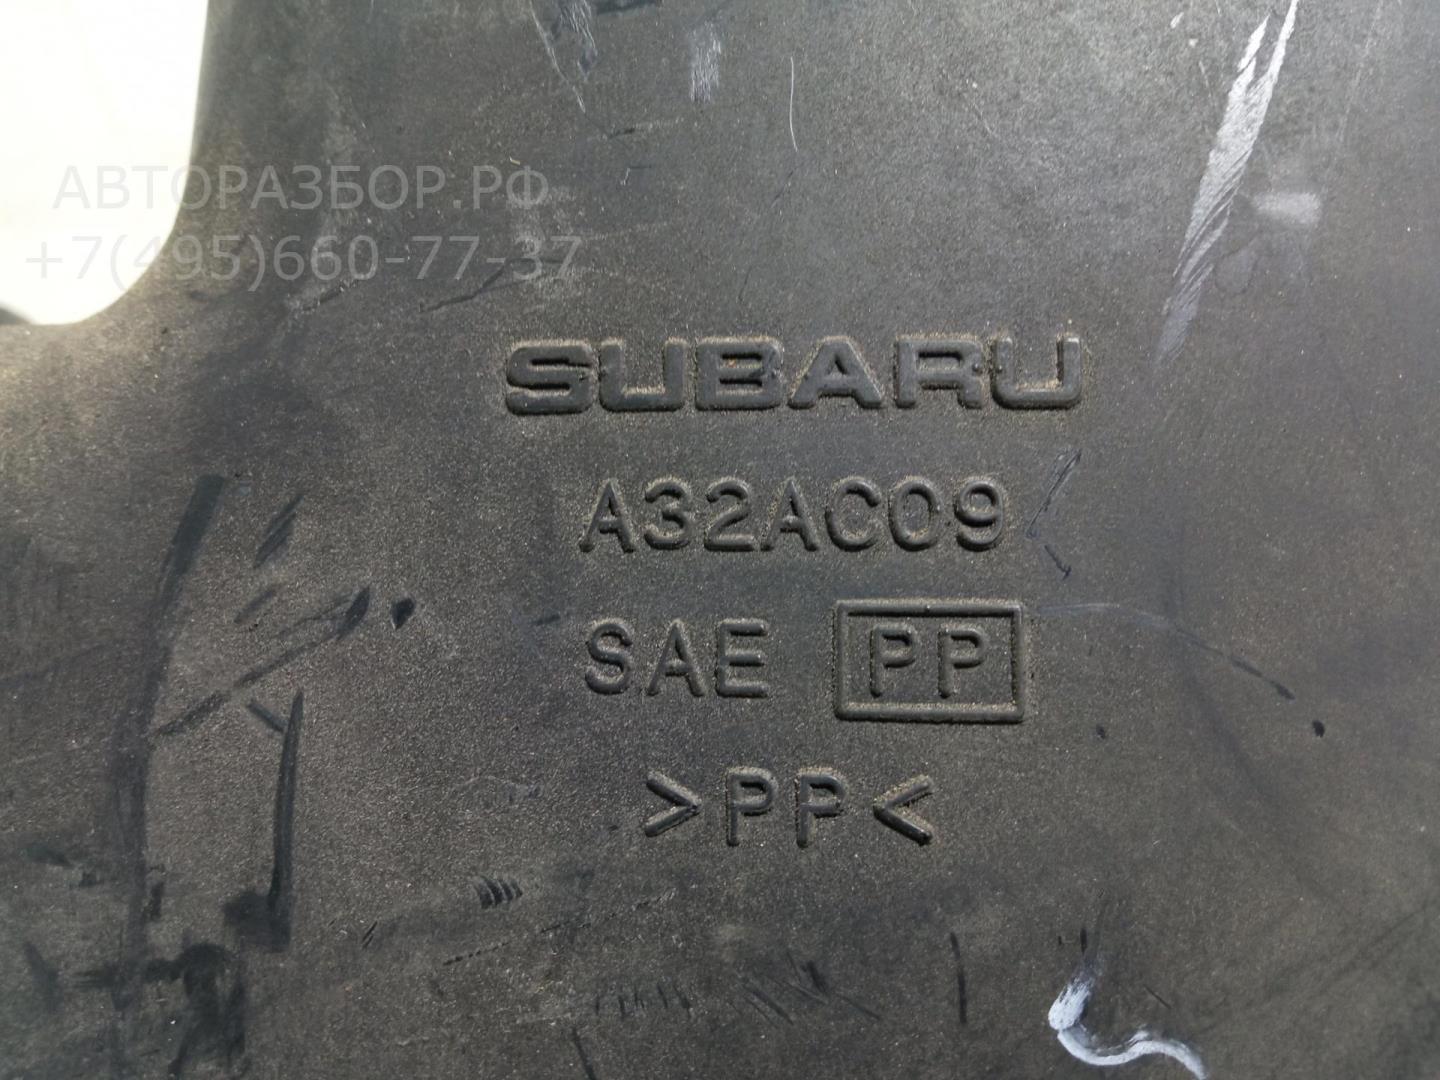 АВТОРАЗБОР.РФ
+7(495)660-77-37
SUBARU
A32AC09
SAE PP
>PP<